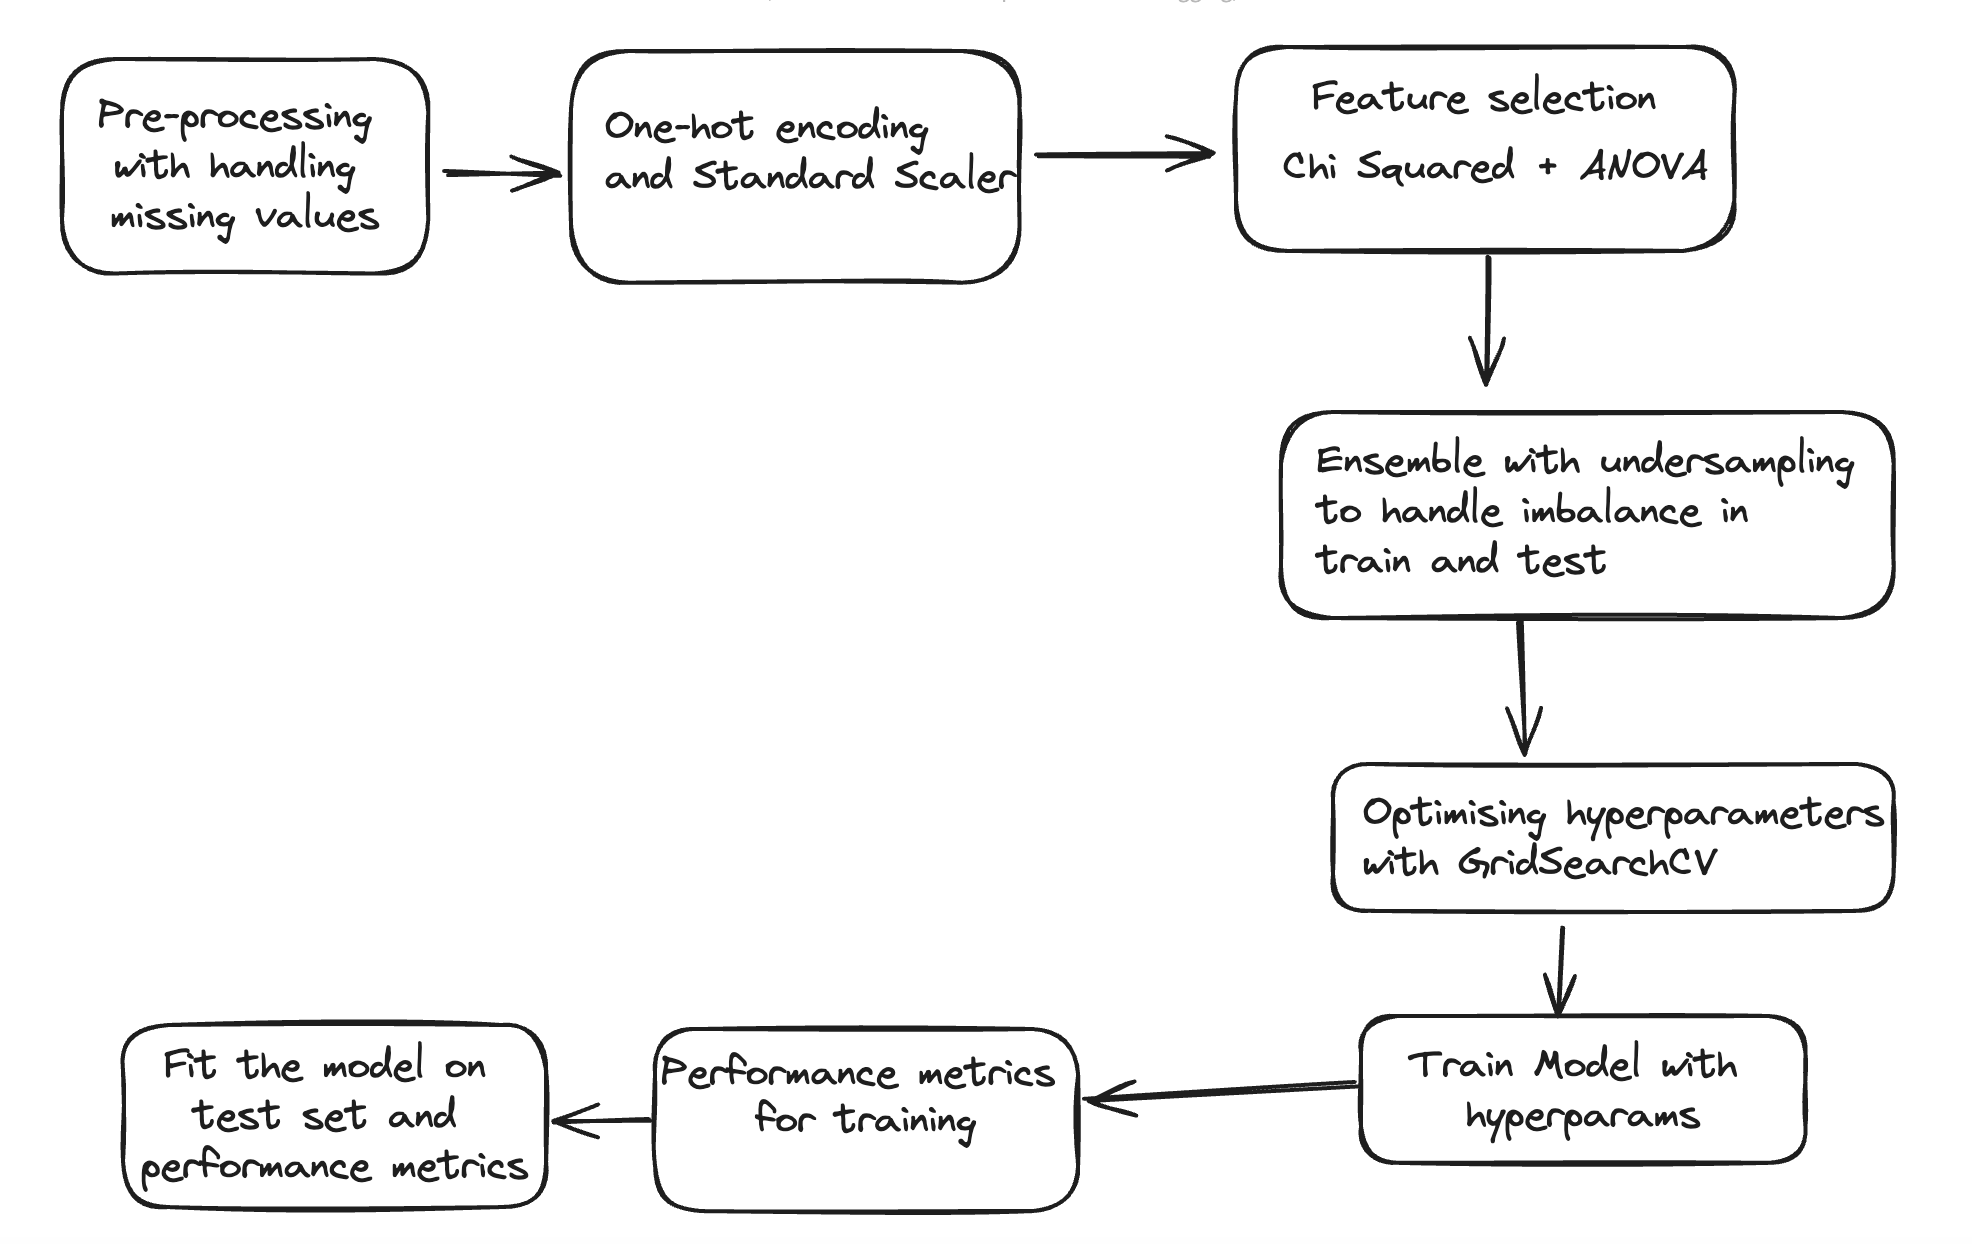 Pre-processing
with handling
missing values
One-hot encoding
and Standard Scaler
Feature selection
Chi Squared + ANOVA
Ensemble with undersampling
to handle imbalance in
train and test
Optimising hyperparameters
with GridSearchCV
Train Model with
hyperparams
Performance metrics
for training
Fit the model on
test set and
performance metrics